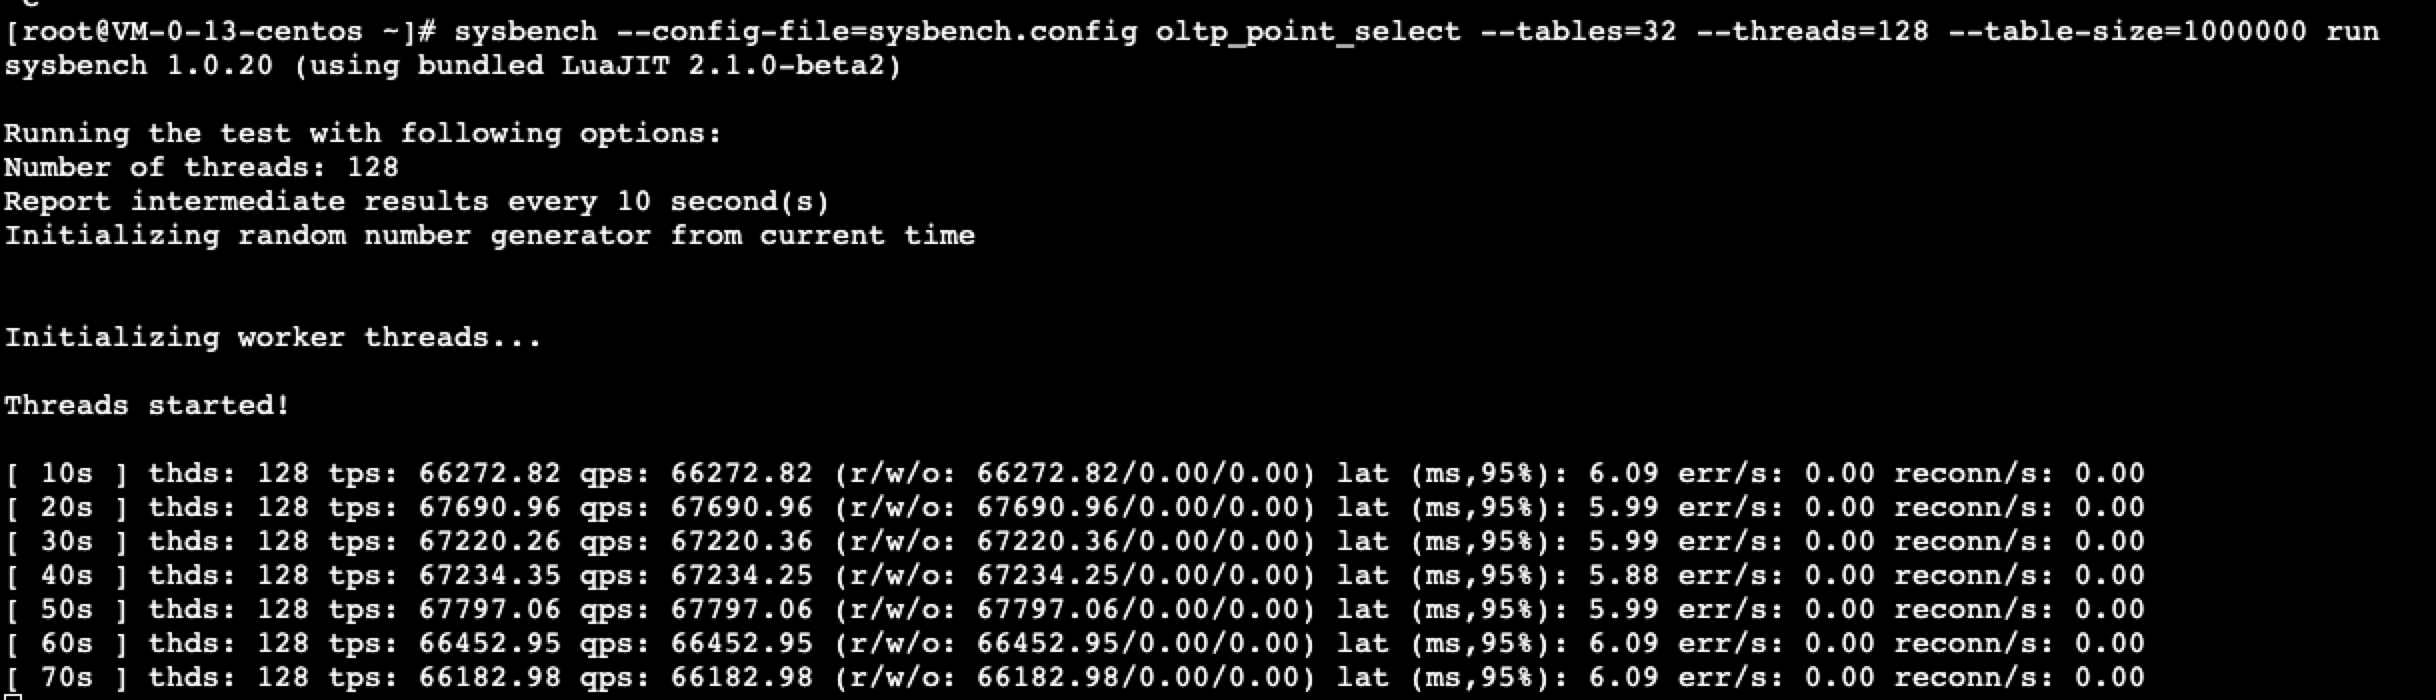 [root@VM-0-13-centos ~]# sysbench --config-file=sysbench.config oltp_point_select --tables=32 --threads=128 --table-size=1000000 run
sysbench 1.0.20 (using bundled LuaJIT 2.1.0-beta2)
Running the test with following options:
Number of threads: 128
Report intermediate results every 10 second(s)
Initializing random number generator from current time
Initializing worker threads...
Threads started!
[ 10s ] thds: 128 tps: 66272.82 qps: 66272.82 (r/w/o: 66272.82/0.00/0.00) lat (ms,95%): 6.09 err/s: 0.00 reconn/s: 0.00
[ 20s ] thds: 128 tps: 67690.96 qps: 67690.96 (r/w/o: 67690.96/0.00/0.00) lat (ms,95%): 5.99 err/s: 0.00 reconn/s: 0.00
[ 30s ] thds: 128 tps: 67220.26 qps: 67220.36 (r/w/o: 67220.36/0.00/0.00) lat (ms,95%): 5.99 err/s: 0.00 reconn/s: 0.00
[ 40s ] thds: 128 tps: 67234.35 qps: 67234.25 (r/w/o: 67234.25/0.00/0.00) lat (ms,95%): 5.88 err/s: 0.00 reconn/s: 0.00
[ 50s ] thds: 128 tps: 67797.06 qps: 67797.06 (r/w/o: 67797.06/0.00/0.00) lat (ms,95%): 5.99 err/s: 0.00 reconn/s: 0.00
[ 60s ] thds: 128 tps: 66452.95 qps: 66452.95 (r/w/o: 66452.95/0.00/0.00) lat (ms,95%): 6.09 err/s: 0.00 reconn/s: 0.00
[ 70s ] thds: 128 tps: 66182.98 qps: 66182.98 (r/w/o: 66182.98/0.00/0.00) lat (ms,95%): 6.09 err/s: 0.00 reconn/s: 0.00